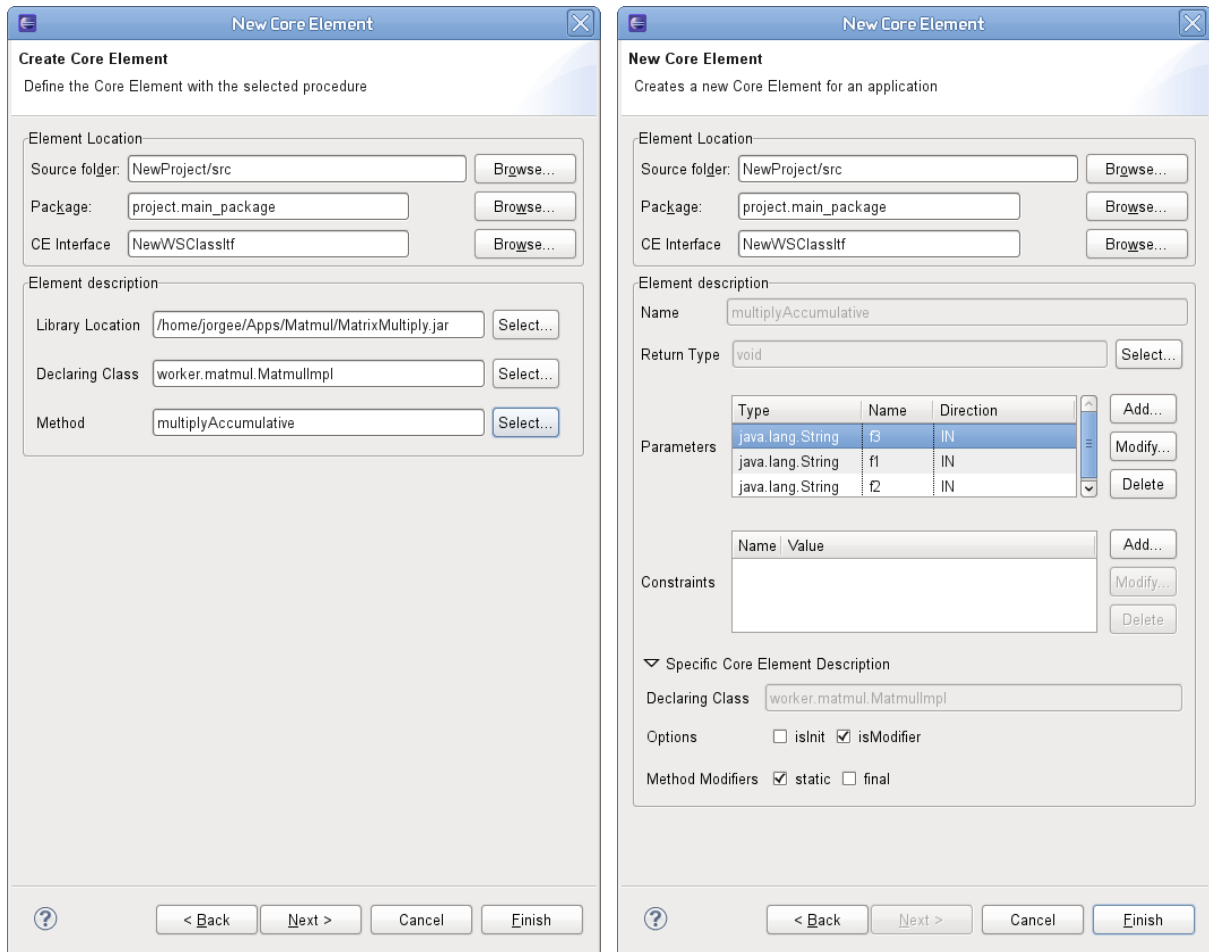 New Core Element
Create Core Element
Define the Core Element with the selected procedure
Element Location
Source folder: NewProject/src Browse...
Package: project.main_package Browse...
CE Interface NewWSClassItf Browse...
Element description
Library Location /home/jorgee/Apps/Matmul/MatrixMultiply.jar Select...
Declaring Class worker.matmul.MatmulImpl Select...
Method multiplyAccumulative Select...
? < Back Next > Cancel Finish
New Core Element
New Core Element
Creates a new Core Element for an application
Element Location
Source folder: NewProject/src Browse...
Package: project.main_package Browse...
CE Interface NewWSClassItf Browse...
Element description
Name multiplyAccumulative
Return Type void Select...
Parameters
Type Name Direction Add...
java.lang.String f3 IN
java.lang.String f1 IN Modify...
java.lang.String f2 IN Delete
Constraints
Name Value Add...
Modify...
Delete
Specific Core Element Description
Declaring Class worker.matmul.MatmulImpl
Options isInit isModifier
Method Modifiers static final
? < Back Next > Cancel Finish